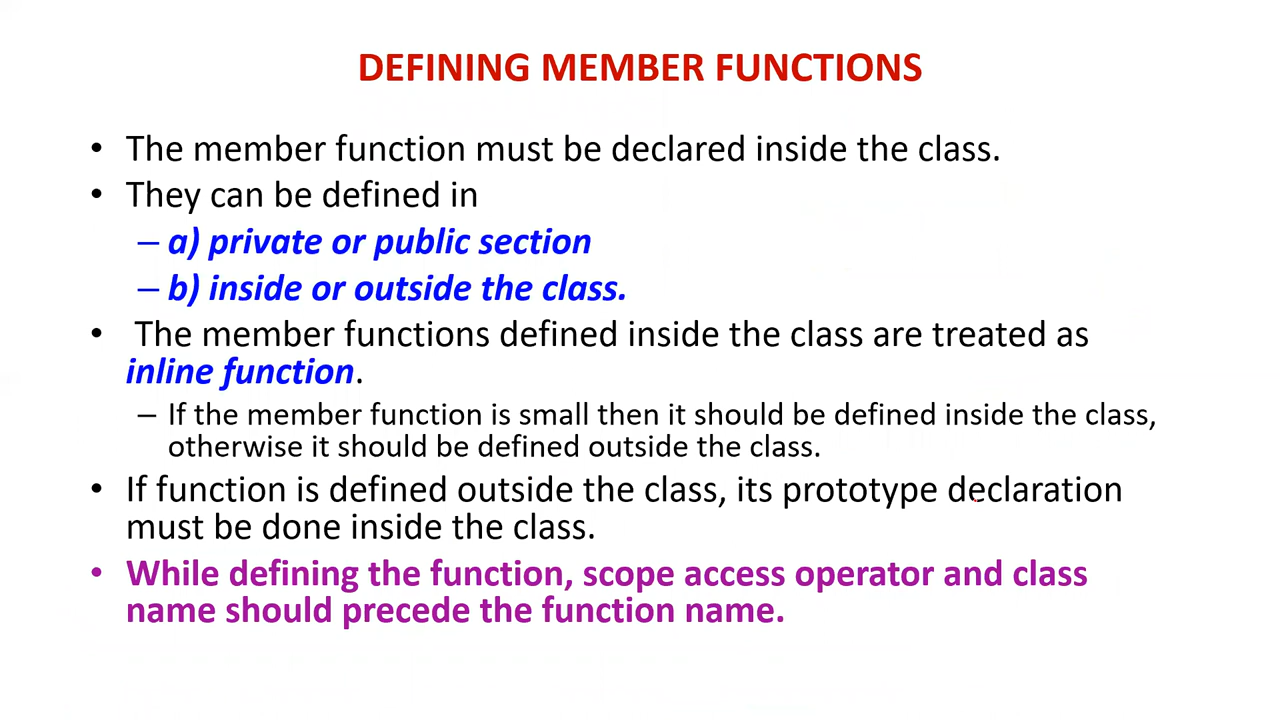 DEFINING MEMBER FUNCTIONS
• The member function must be declared inside the class.
• They can be defined in
– a) private or public section
– b) inside or outside the class.
• The member functions defined inside the class are treated as
inline function.
– If the member function is small then it should be defined inside the class,
otherwise it should be defined outside the class.
• If function is defined outside the class, its prototype declaration
must be done inside the class.
• While defining the function, scope access operator and class
name should precede the function name.